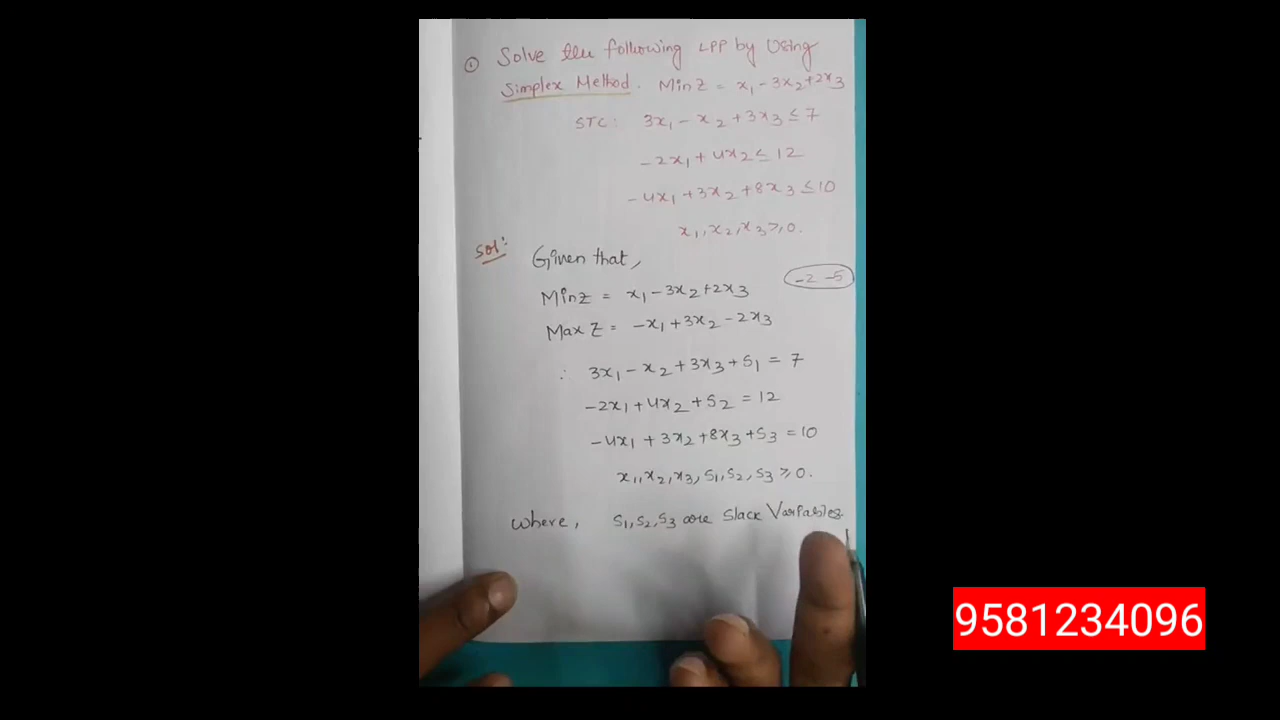 ① Solve the following LPP by Using
Simplex Method. Min Z = x₁ - 3x₂ + 2x₃
STC: 3x₁ - x₂ + 3x₃ ≤ 7
-2x₁ + 4x₂ ≤ 12
-4x₁ + 3x₂ + 8x₃ ≤ 10
x₁, x₂, x₃ ≥ 0.
Sol:
Given that,
-2 -5
Min Z = x₁ - 3x₂ + 2x₃
Max Z = -x₁ + 3x₂ - 2x₃
∴ 3x₁ - x₂ + 3x₃ + S₁ = 7
-2x₁ + 4x₂ + S₂ = 12
-4x₁ + 3x₂ + 8x₃ + S₃ = 10
x₁, x₂, x₃, S₁, S₂, S₃ ≥ 0.
Where, S₁, S₂, S₃ are Slack Variables
9581234096